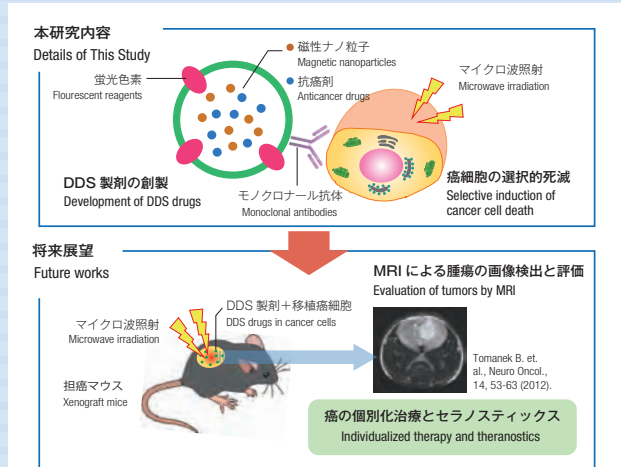 本研究内容
Details of This Study
磁性ナノ粒子
Magnetic nanoparticles
蛍光色素
Flourescent reagents
抗癌剤
Anticancer drugs
マイクロ波照射
Microwave irradiation
DDS 製剤の創製
Development of DDS drugs
モノクロナール抗体
Monoclonal antibodies
癌細胞の選択的死滅
Selective induction of
cancer cell death
将来展望
Future works
MRI による腫瘍の画像検出と評価
Evaluation of tumors by MRI
DDS 製剤＋移植癌細胞
DDS drugs in cancer cells
マイクロ波照射
Microwave irradiation
担癌マウス
Xenograft mice
Tomanek B. et.
al., Neuro Oncol.,
14, 53-63 (2012).
癌の個別化治療とセラノスティックス
Individualized therapy and theranostics